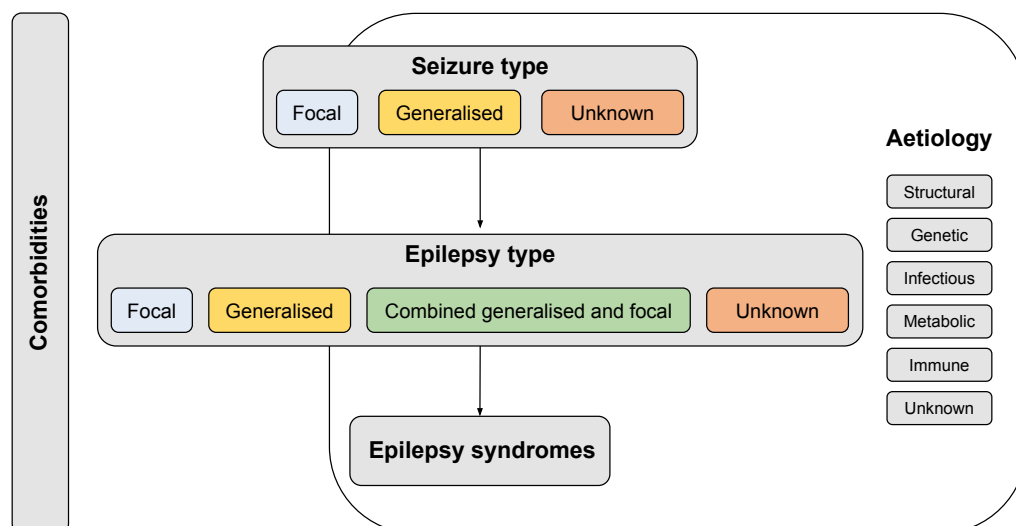 Comorbidities
Seizure type
Focal
Generalised
Unknown
Epilepsy type
Focal
Generalised
Combined generalised and focal
Unknown
Epilepsy syndromes
Aetiology
Structural
Genetic
Infectious
Metabolic
Immune
Unknown